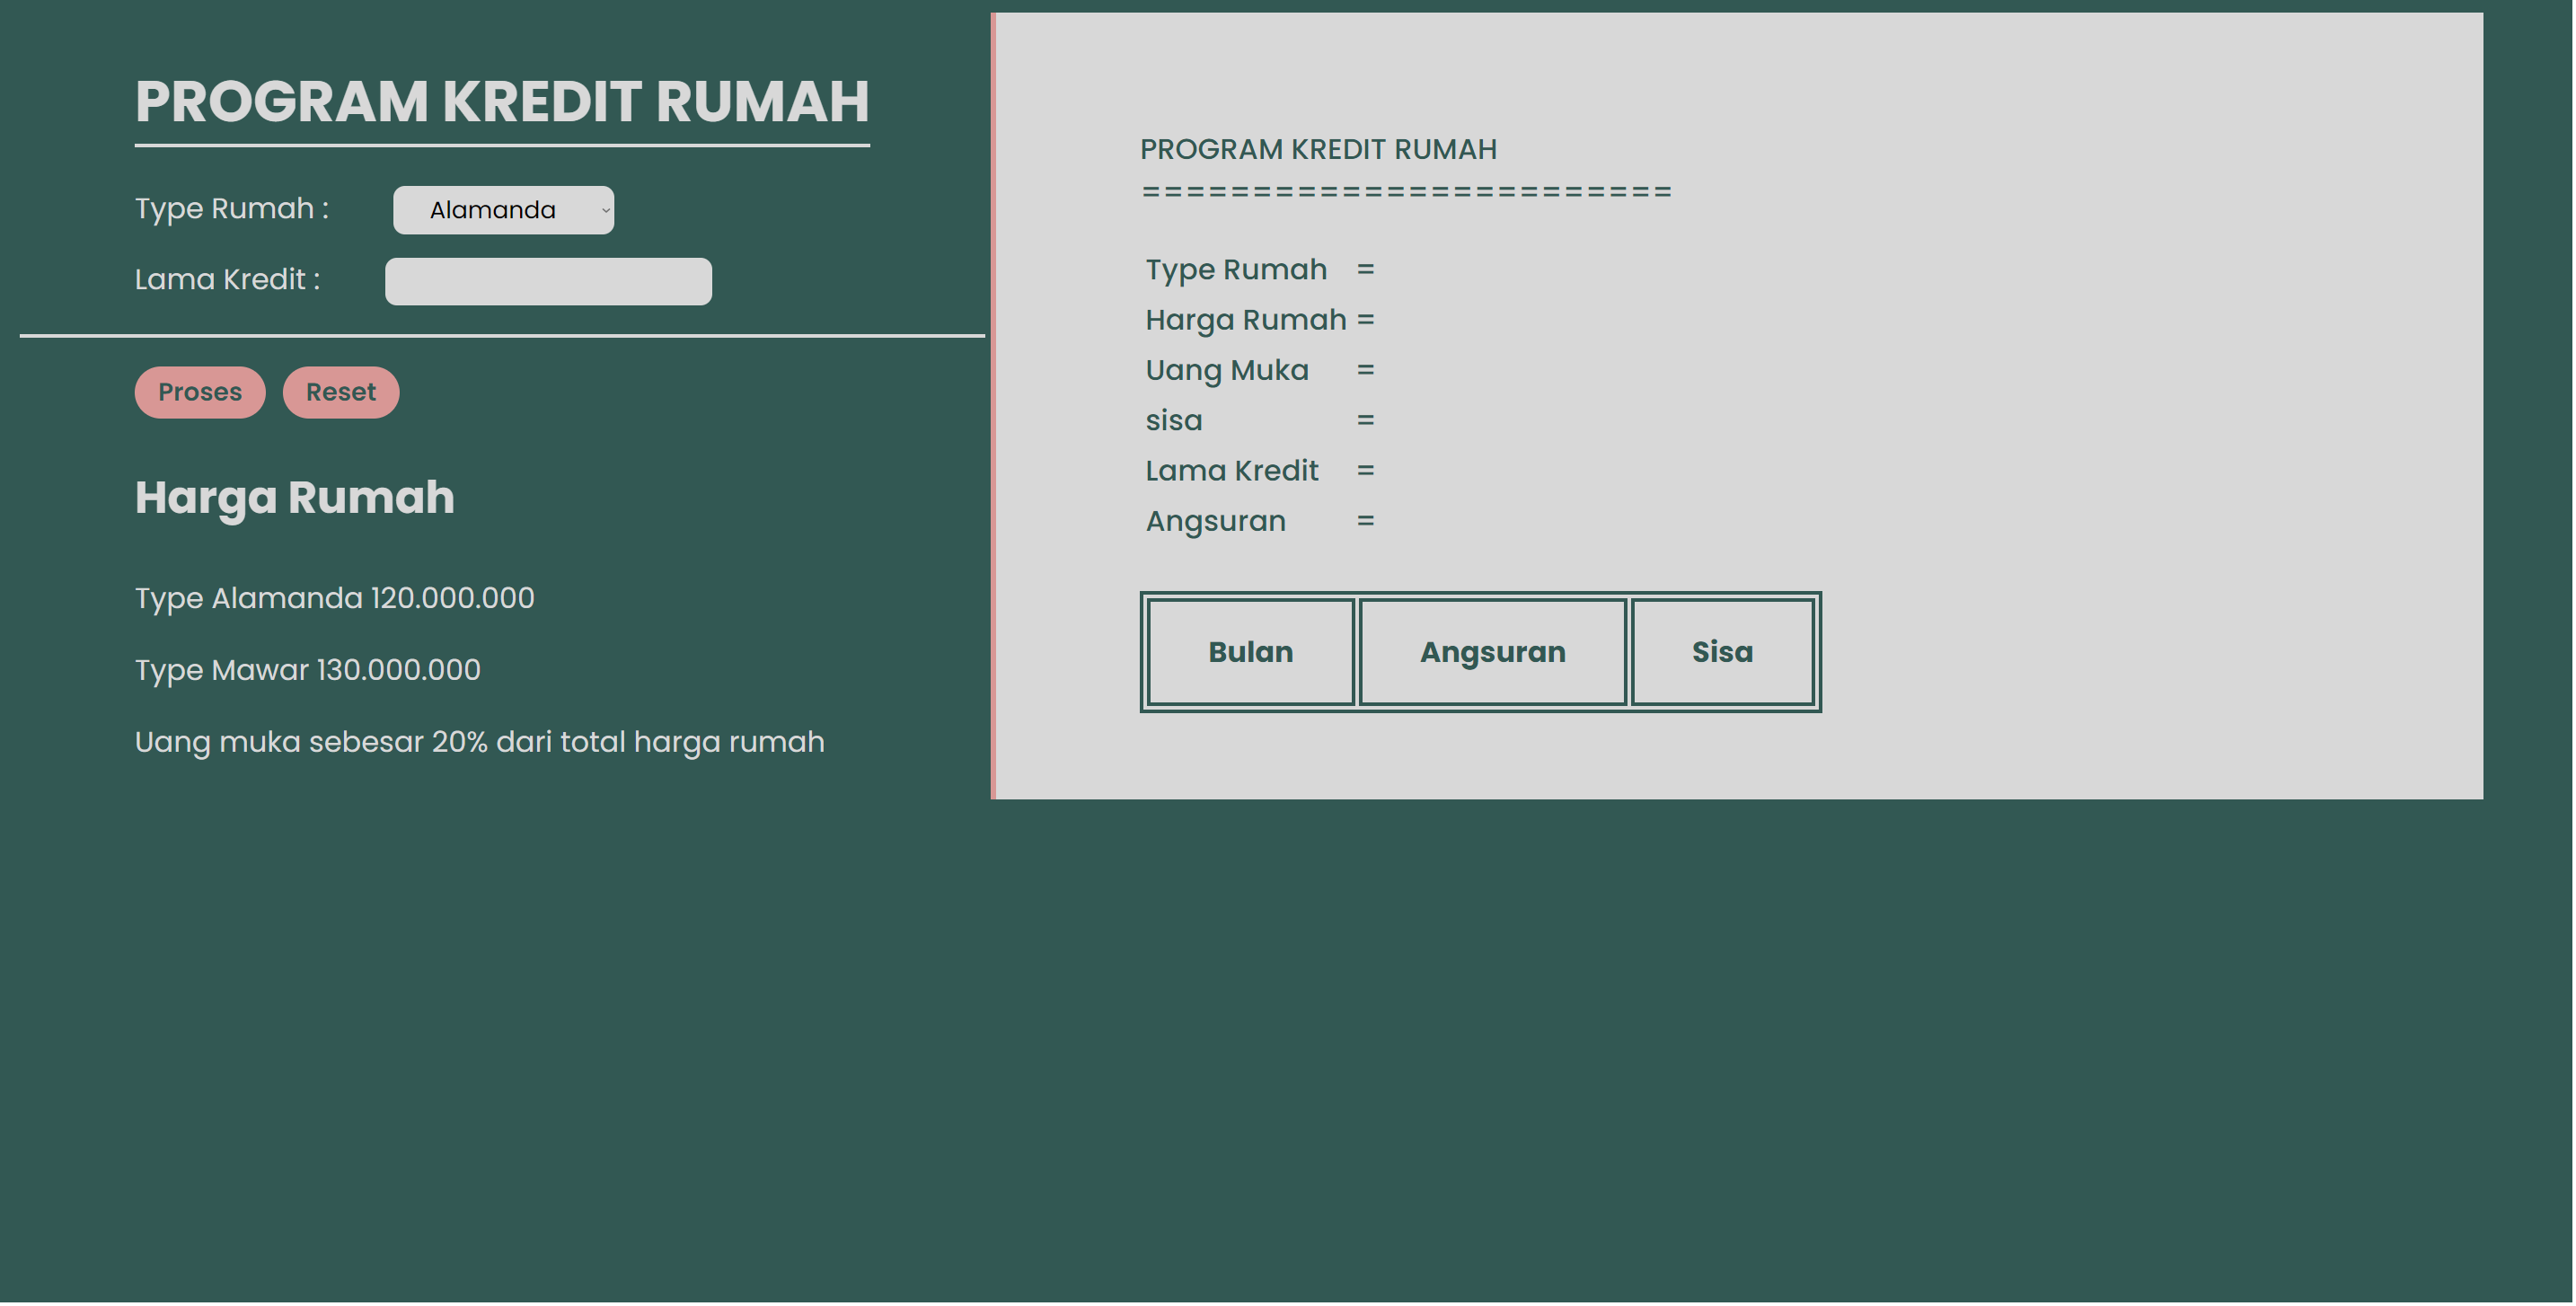 PROGRAM KREDIT RUMAH
Type Rumah :
Alamanda
Lama Kredit :
Proses
Reset
Harga Rumah
Type Alamanda 120.000.000
Type Mawar 130.000.000
Uang muka sebesar 20% dari total harga rumah
PROGRAM KREDIT RUMAH
========================
Type Rumah =
Harga Rumah =
Uang Muka =
sisa =
Lama Kredit =
Angsuran =
Bulan Angsuran Sisa